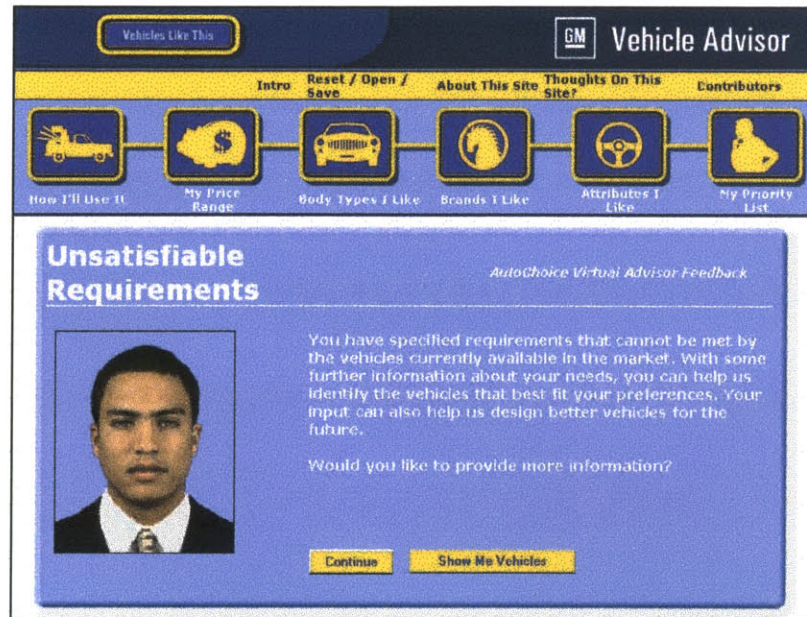 Vehicles Like This
GM Vehicle Advisor
Intro
Reset / Open /
Save
About This Site
Thoughts On This
Site?
Contributors
How I'll Use It
My Price
Range
Body Types I Like
Brands I Like
Attributes I
Like
My Priority
List
$
Unsatisfiable
Requirements
AutoChoice Virtual Advisor Feedback
You have specified requirements that cannot be met by
the vehicles currently available in the market. With some
further information about your needs, you can help us
identify the vehicles that best fit your preferences. Your
input can also help us design better vehicles for the
future.
Would you like to provide more information?
Continue
Show Me Vehicles